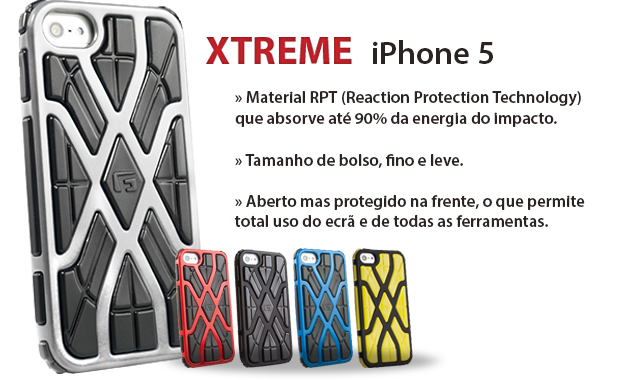 XTREME iPhone 5
» Material RPT (Reaction Protection Technology)
que absorve até 90% da energia do impacto.
» Tamanho de bolso, fino e leve.
» Aberto mas protegido na frente, o que permite
total uso do ecrã e de todas as ferramentas.